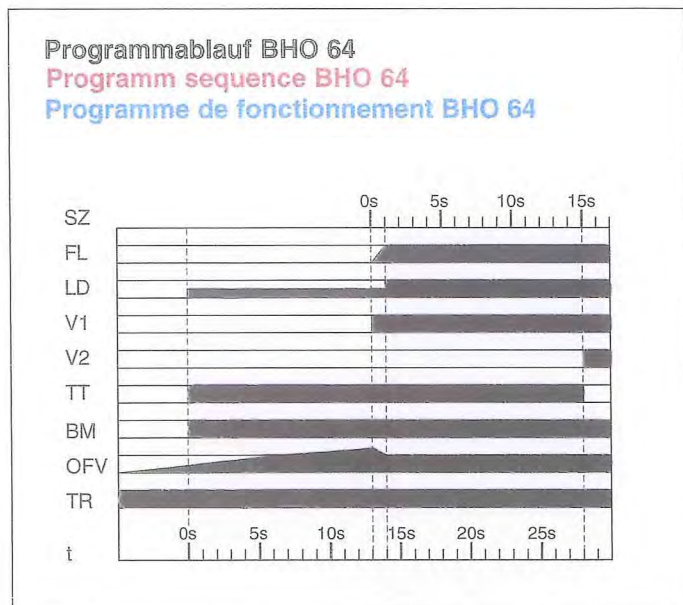 Programmablauf BHO 64
Programm sequence BHO 64
Programme de fonctionnement BHO 64
0s 5s 10s 15s
SZ
FL
LD
V1
V2
TT
BM
OFV
TR
0s 5s 10s 15s 20s 25s
t